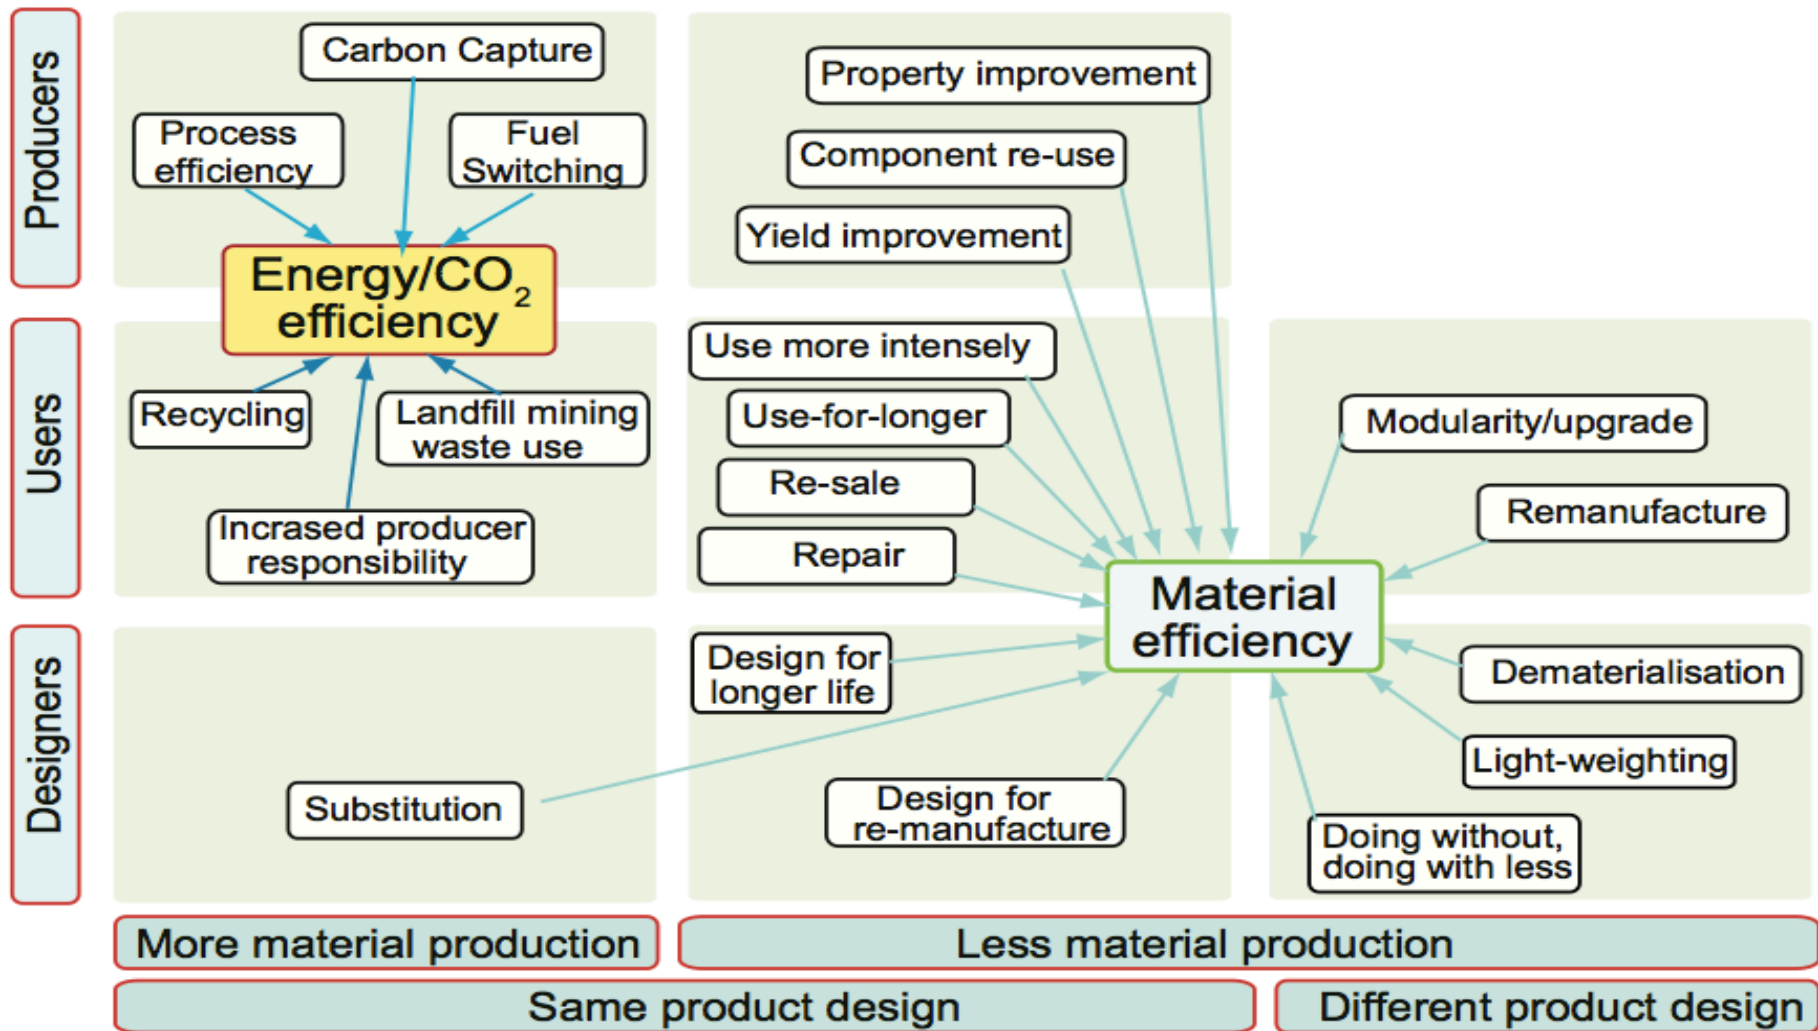 Producers
Carbon Capture
Process
efficiency
Fuel
Switching
Energy/CO₂
efficiency
Property improvement
Component re-use
Yield improvement
Users
Recycling
Landfill mining
waste use
Incrased producer
responsibility
Use more intensely
Use-for-longer
Re-sale
Repair
Modularity/upgrade
Remanufacture
Material
efficiency
Designers
Substitution
Design for
longer life
Design for
re-manufacture
Dematerialisation
Light-weighting
Doing without,
doing with less
More material production
Less material production
Same product design
Different product design